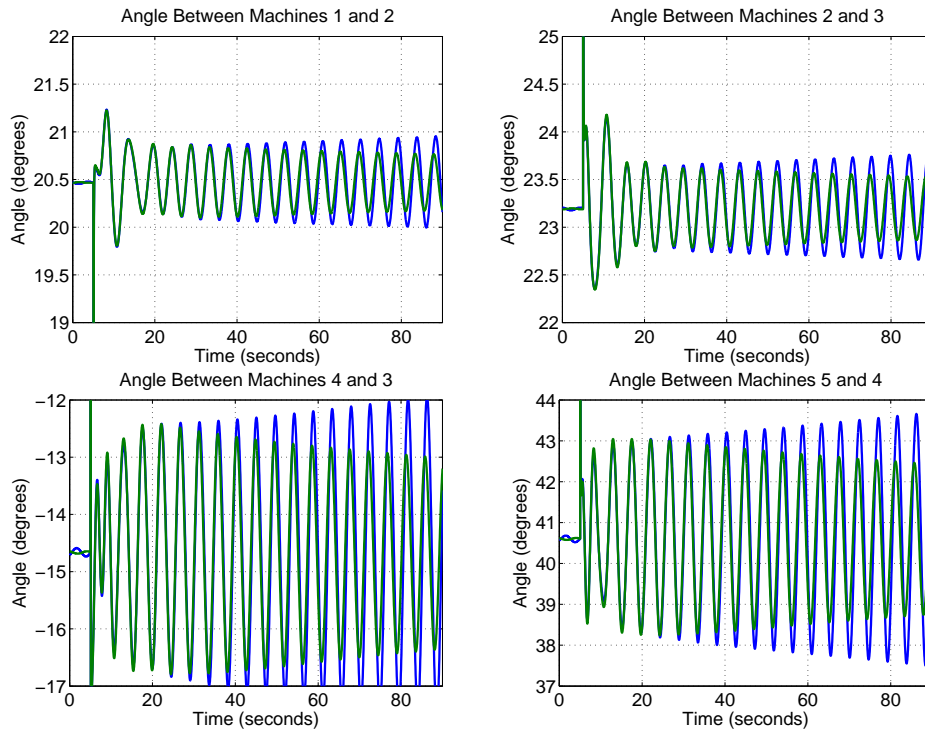 Angle Between Machines 1 and 2
22
21.5
21
20.5
20
19.5
19
Angle (degrees)
0 20 40 60 80
Time (seconds)
Angle Between Machines 2 and 3
25
24.5
24
23.5
23
22.5
22
Angle (degrees)
0 20 40 60 80
Time (seconds)
Angle Between Machines 4 and 3
−12
−13
−14
−15
−16
−17
Angle (degrees)
0 20 40 60 80
Time (seconds)
Angle Between Machines 5 and 4
44
43
42
41
40
39
38
37
Angle (degrees)
0 20 40 60 80
Time (seconds)